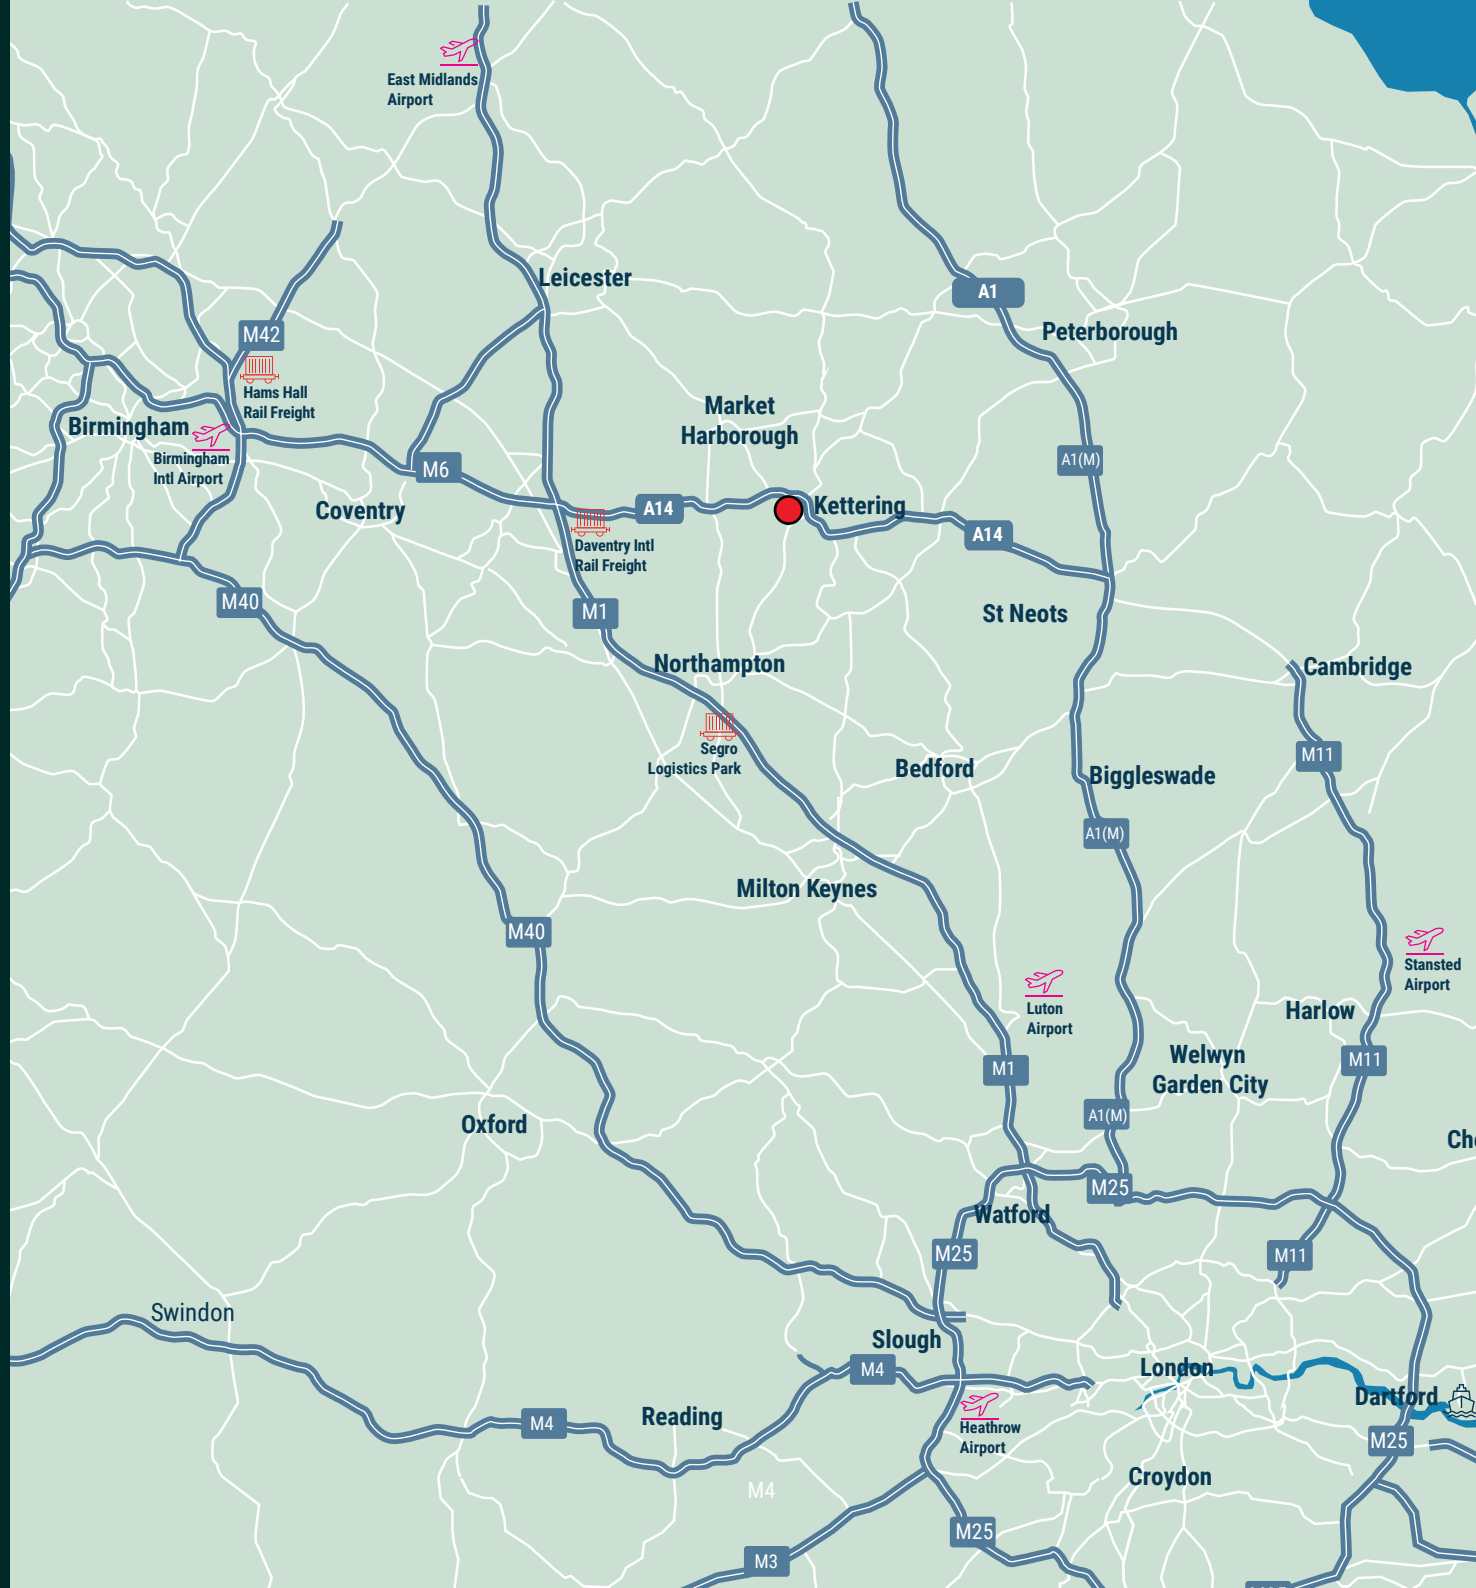 East Midlands
Airport
Leicester
A1
Peterborough
M42
Hams Hall
Rail Freight
Market
Harborough
Birmingham
Birmingham
Intl Airport
M6
A1(M)
Coventry
A14
Kettering
A14
Daventry Intl
Rail Freight
M40
M1
St Neots
Northampton
Cambridge
Segro
Logistics Park
Bedford
Biggleswade
M11
A1(M)
Milton Keynes
M40
Stansted
Airport
Luton
Airport
Harlow
M1
Welwyn
Garden City
M11
Oxford
A1(M)
Che
M25
Watford
M25
M11
Swindon
Slough
M4
London
Dartford
Reading
M4
Heathrow
Airport
M25
Croydon
M4
M25
M3